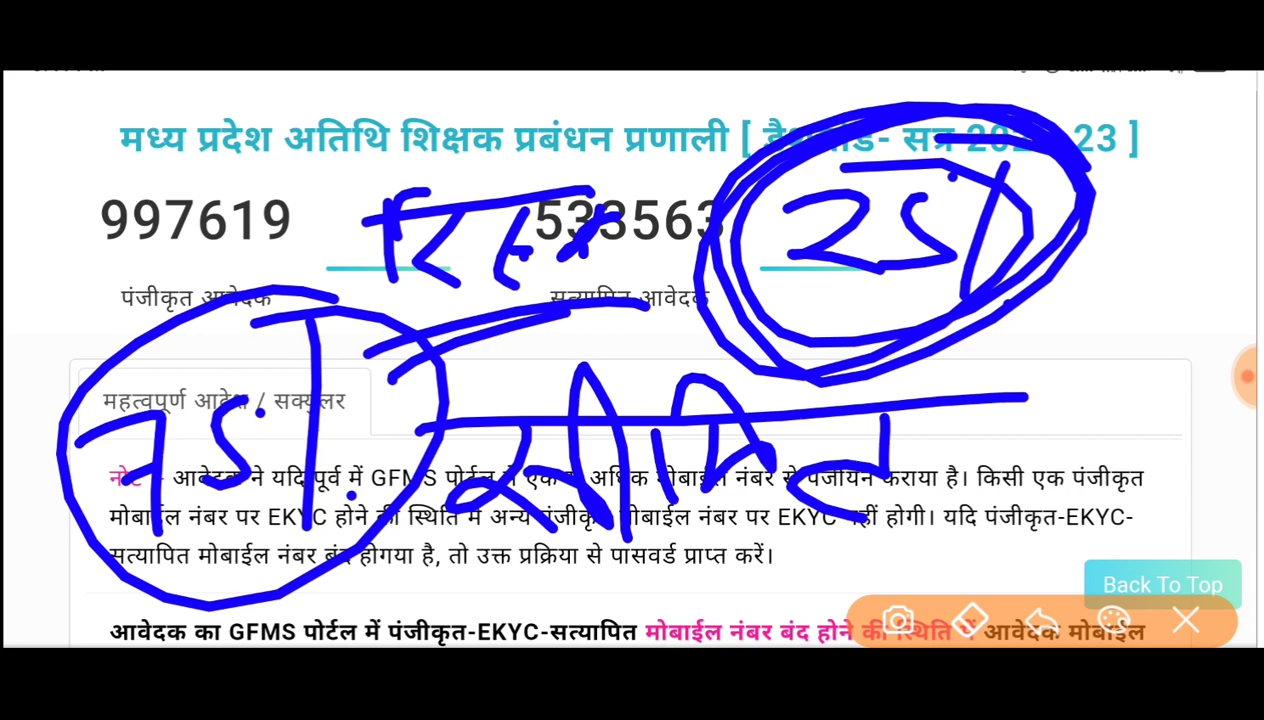 मध्य प्रदेश अतिथि शिक्षक प्रबंधन प्रणाली [ डैशबोर्ड- सत्र 2022-23 ]
997619 533563
पंजीकृत आवेदक सत्यापित आवेदक
महत्वपूर्ण आदेश / सर्क्युलर
नोट - आवेदक ने यदि पूर्व में GFMS पोर्टल में एक से अधिक मोबाईल नंबर से पंजीयन कराया है। किसी एक पंजीकृत
मोबाईल नंबर पर EKYC होने की स्थिति में अन्य पंजीकृत मोबाईल नंबर पर EKYC नहीं होगी। यदि पंजीकृत-EKYC-
सत्यापित मोबाईल नंबर बंद होगया है, तो उक्त प्रक्रिया से पासवर्ड प्राप्त करें।
Back To Top
आवेदक का GFMS पोर्टल में पंजीकृत-EKYC-सत्यापित मोबाईल नंबर बंद होने की स्थिति में आवेदक मोबाईल